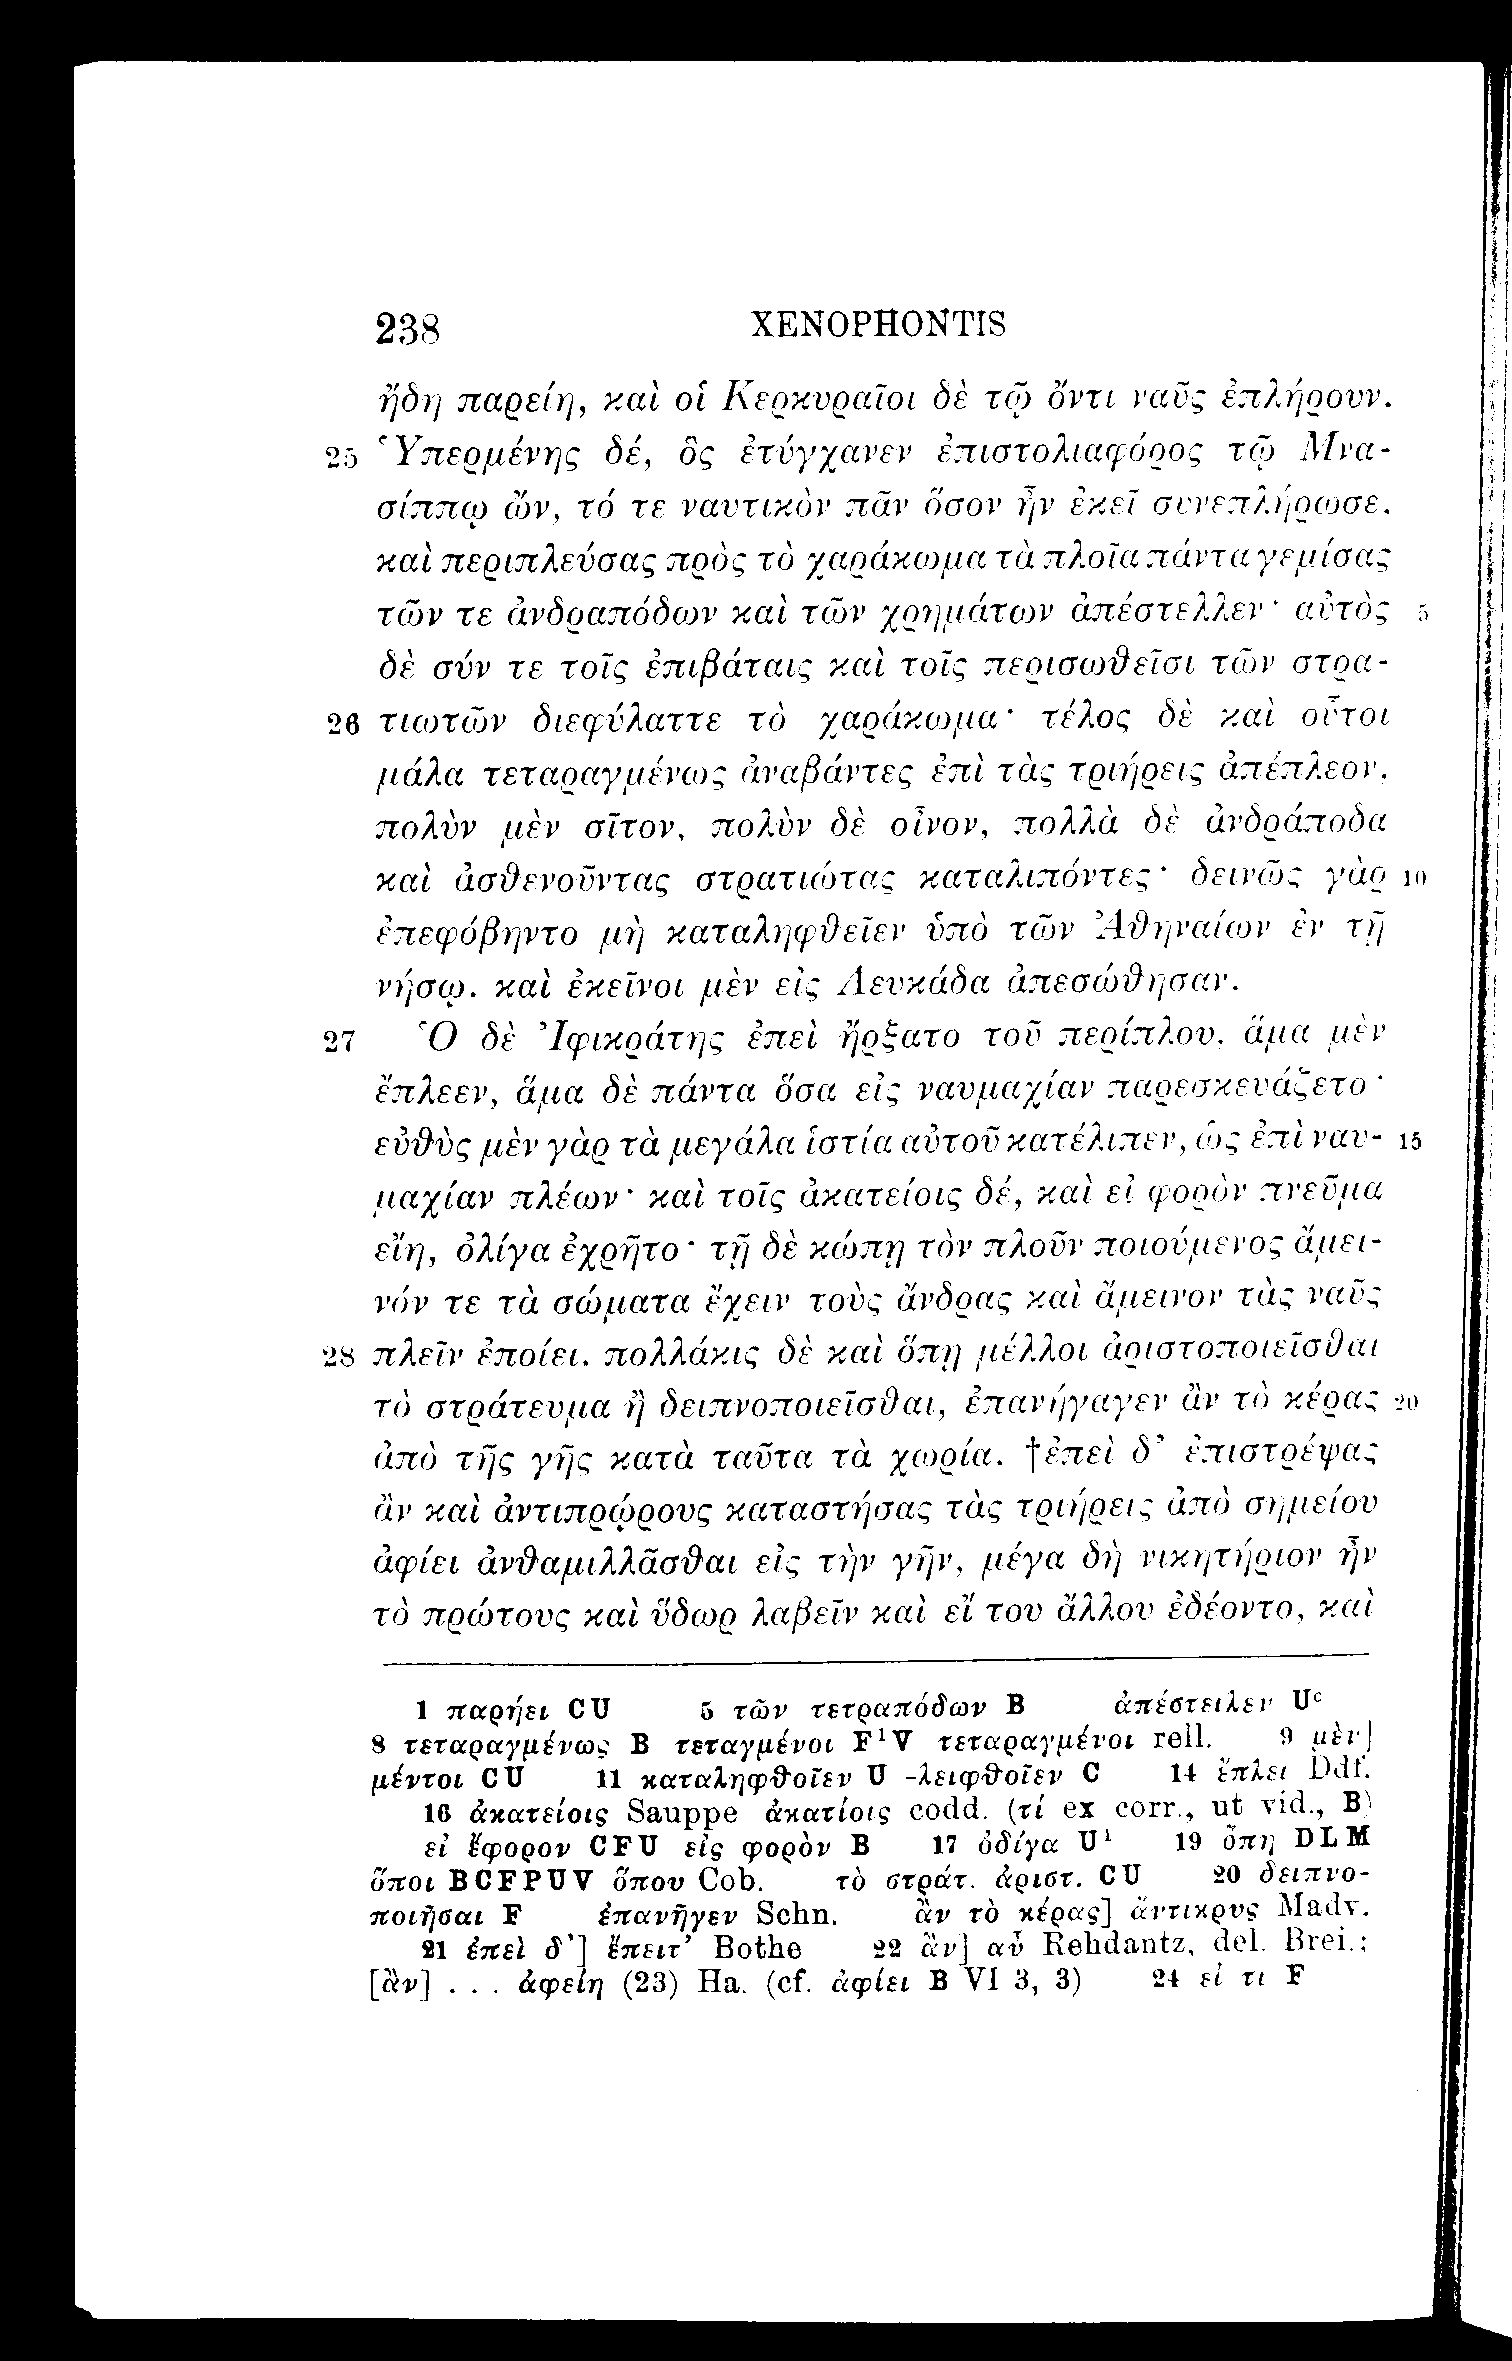 238 XENOPHONTIS
ἤδη παρείη, καὶ οἱ Κερκυραῖοι δὲ τῷ ὄντι ναῦς ἐπλήρουν.
25 Ὑπερμένης δέ, ὃς ἐτύγχανεν ἐπιστολιαφόρος τῷ Μνα-
σίππῳ ὤν, τό τε ναυτικὸν πᾶν ὅσον ἦν ἐκεῖ συνεπλήρωσε.
καὶ περιπλεύσας πρὸς τὸ χαράκωμα τὰ πλοῖα πάντα γεμίσας
τῶν τε ἀνδραπόδων καὶ τῶν χρημάτων ἀπέστελλεν· αὐτὸς 5
δὲ σύν τε τοῖς ἐπιβάταις καὶ τοῖς περισωθεῖσι τῶν στρα-
26 τιωτῶν διεφύλαττε τὸ χαράκωμα· τέλος δὲ καὶ οὗτοι
μάλα τεταραγμένως ἀναβάντες ἐπὶ τὰς τριήρεις ἀπέπλεον.
πολὺν μὲν σῖτον, πολὺν δὲ οἶνον, πολλὰ δὲ ἀνδράποδα
καὶ ἀσθενοῦντας στρατιώτας καταλιπόντες· δεινῶς γὰρ 10
ἐπεφόβηντο μὴ καταληφθεῖεν ὑπὸ τῶν Ἀθηναίων ἐν τῇ
νήσῳ. καὶ ἐκεῖνοι μὲν εἰς Λευκάδα ἀπεσώθησαν.
27 Ὁ δὲ Ἰφικράτης ἐπεὶ ἤρξατο τοῦ περίπλου, ἅμα μὲν
ἔπλεεν, ἅμα δὲ πάντα ὅσα εἰς ναυμαχίαν παρεσκευάζετο·
εὐθὺς μὲν γὰρ τὰ μεγάλα ἱστία αὐτοῦ κατέλιπεν, ὡς ἐπὶ ναυ- 15
μαχίαν πλέων· καὶ τοῖς ἀκατείοις δέ, καὶ εἰ φορὸν πνεῦμα
εἴη, ὀλίγα ἐχρῆτο· τῇ δὲ κώπῃ τὸν πλοῦν ποιούμενος ἄμει-
νόν τε τὰ σώματα ἔχειν τοὺς ἄνδρας καὶ ἄμεινον τὰς ναῦς
28 πλεῖν ἐποίει. πολλάκις δὲ καὶ ὅπῃ μέλλοι ἀριστοποιεῖσθαι
τὸ στράτευμα ἢ δειπνοποιεῖσθαι, ἐπανήγαγεν ἂν τὸ κέρας 20
ἀπὸ τῆς γῆς κατὰ ταῦτα τὰ χωρία. †ἐπεὶ δ’ ἐπιστρέψας
ἂν καὶ ἀντιπρῴρους καταστήσας τὰς τριήρεις ἀπὸ σημείου
ἀφίει ἀνθαμιλλᾶσθαι εἰς τὴν γῆν, μέγα δὴ νικητήριον ἦν
τὸ πρώτους καὶ ὕδωρ λαβεῖν καὶ εἴ του ἄλλου ἐδέοντο, καὶ
1 παρήει CU 5 τῶν τετραπόδων B ἀπέστειλεν Uᶜ
8 τεταραγμένως B τεταγμένοι F¹V τεταραγμένοι rell. 9 μὲν]
μέντοι CU 11 καταληφθοῖεν U -λειφθοῖεν C 14 ἔπλει Ddf.
16 ἀκατείοις Sauppe ἀκατίοις codd. (τί ex corr., ut vid., B)
εἰ ἔφορον CFU εἰς φορὸν B 17 ὀδίγα U¹ 19 ὅπῃ DLM
ὅποι BCFPUV ὅπου Cob. τὸ στράτ. ἀριστ. CU 20 δειπνο-
ποιῆσαι F ἐπανῆγεν Schn. ἂν τὸ κέρας] ἄντικρυς Madv.
21 ἐπεὶ δ’] ἔπειτ’ Bothe 22 ἂν] αὖ Rehdantz, del. Brei.;
[ἂν] . . . ἀφείη (23) Ha. (cf. ἀφίει B VI 3, 3) 24 εἰ τι F